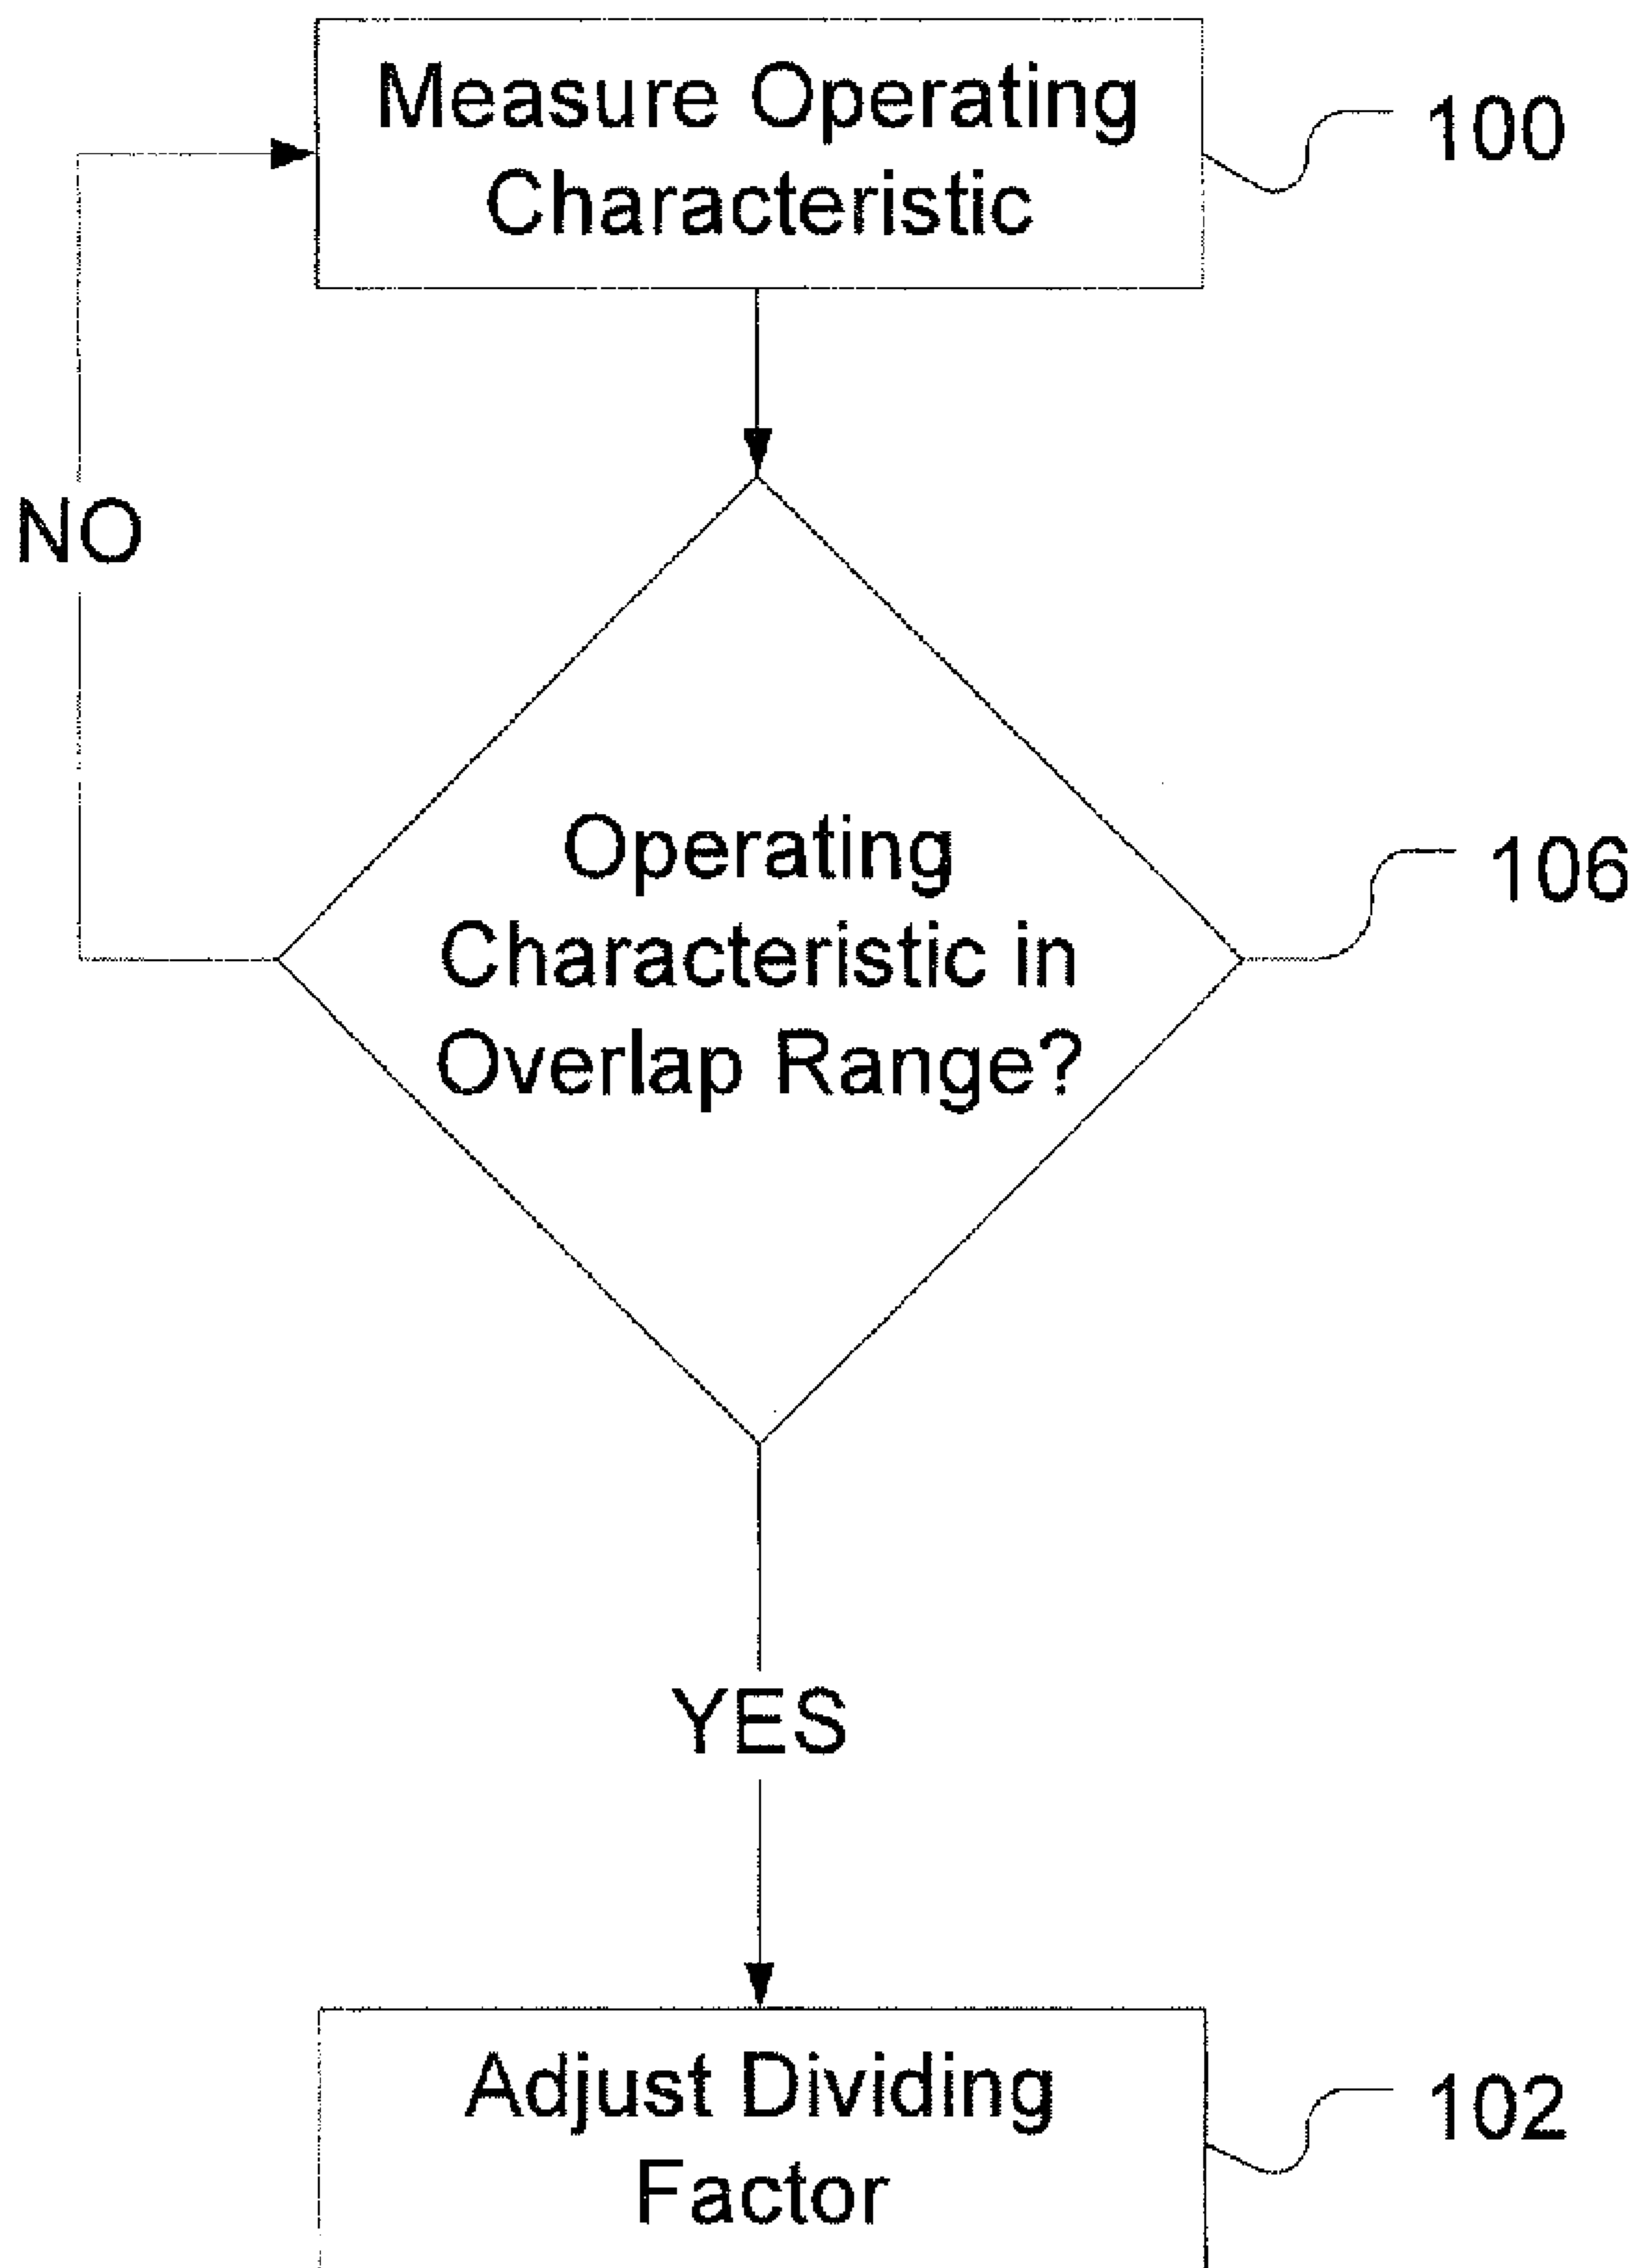 Measure Operating
Characteristic
100
NO
Operating
Characteristic in
Overlap Range?
106
YES
Adjust Dividing
Factor
102